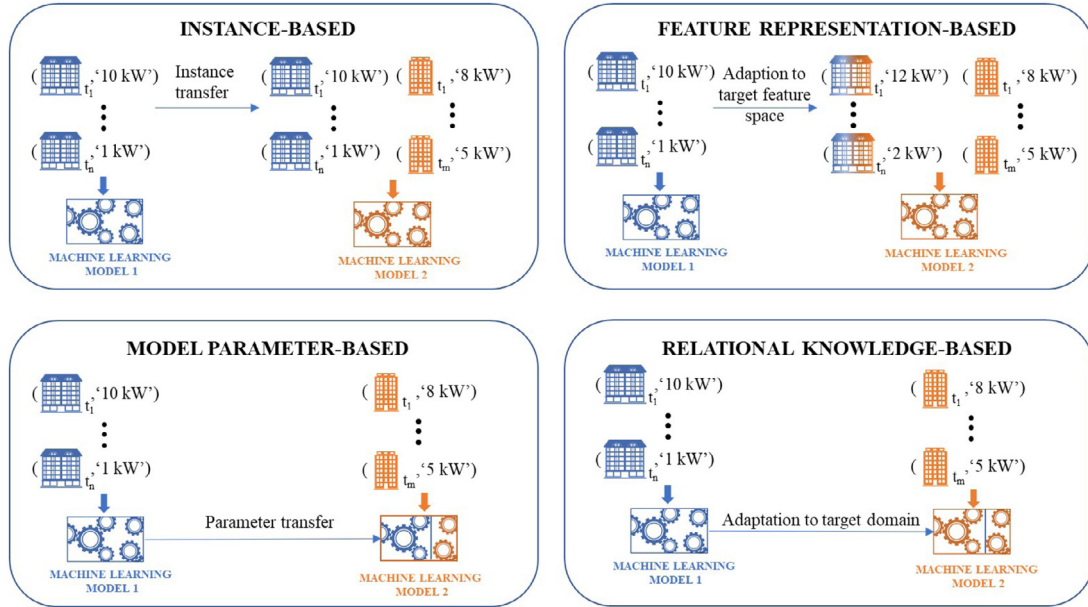 INSTANCE-BASED
( t1,‘10 kW’)
Instance
transfer
( t1,‘10 kW’) ( t1,‘8 kW’)
( tn,‘1 kW’)
( tn,‘1 kW’) ( tm,‘5 kW’)
MACHINE LEARNING
MODEL 1
MACHINE LEARNING
MODEL 2
FEATURE REPRESENTATION-BASED
( t1,‘10 kW’)
Adaption to
target feature
space
( t1,‘12 kW’) ( t1,‘8 kW’)
( tn,‘1 kW’)
( tn,‘2 kW’) ( tm,‘5 kW’)
MACHINE LEARNING
MODEL 1
MACHINE LEARNING
MODEL 2
MODEL PARAMETER-BASED
( t1,‘10 kW’) ( t1,‘8 kW’)
( tn,‘1 kW’) ( tm,‘5 kW’)
Parameter transfer
MACHINE LEARNING
MODEL 1
MACHINE LEARNING
MODEL 2
RELATIONAL KNOWLEDGE-BASED
( t1,‘10 kW’) ( t1,‘8 kW’)
( tn,‘1 kW’) ( tm,‘5 kW’)
Adaptation to target domain
MACHINE LEARNING
MODEL 1
MACHINE LEARNING
MODEL 2